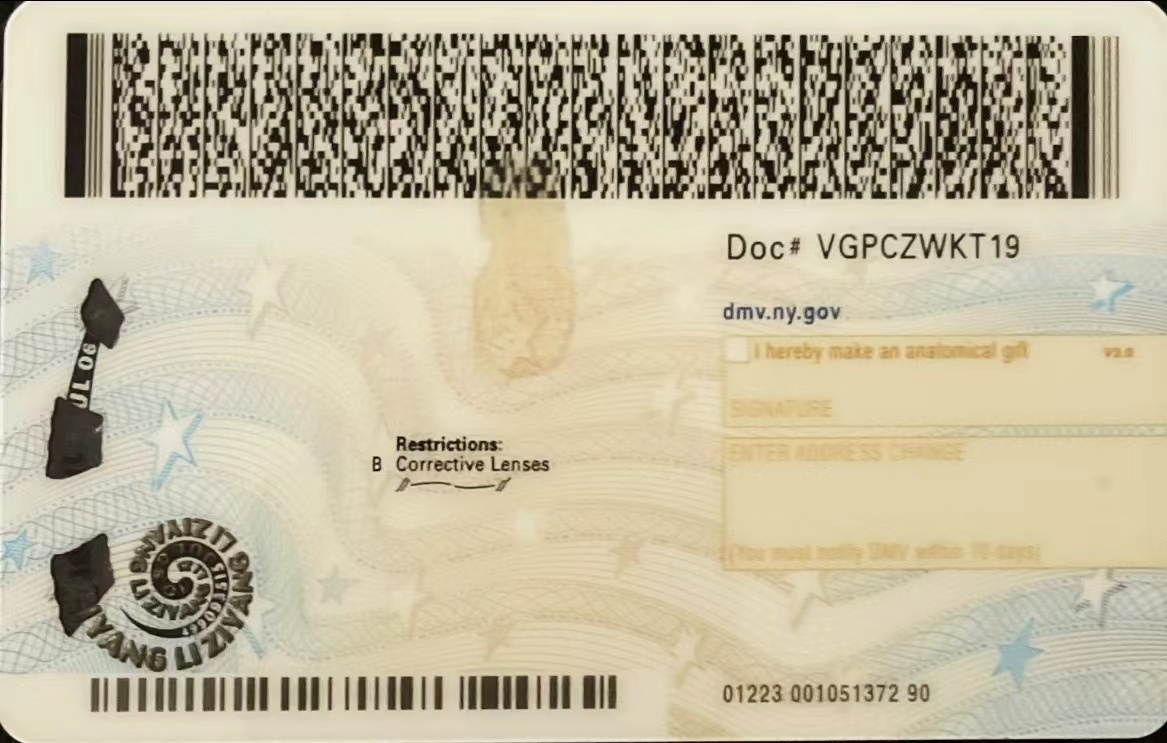 Doc# VGPCZWKT19
dmv.ny.gov
I hereby make an anatomical gift
V3.0
SIGNATURE
Restrictions:
B Corrective Lenses
ENTER ADDRESS CHANGE
(You must notify DMV within 10 days)
UL 06
YANG LI ZIYANG LI ZIYANG
01223 001051372 90